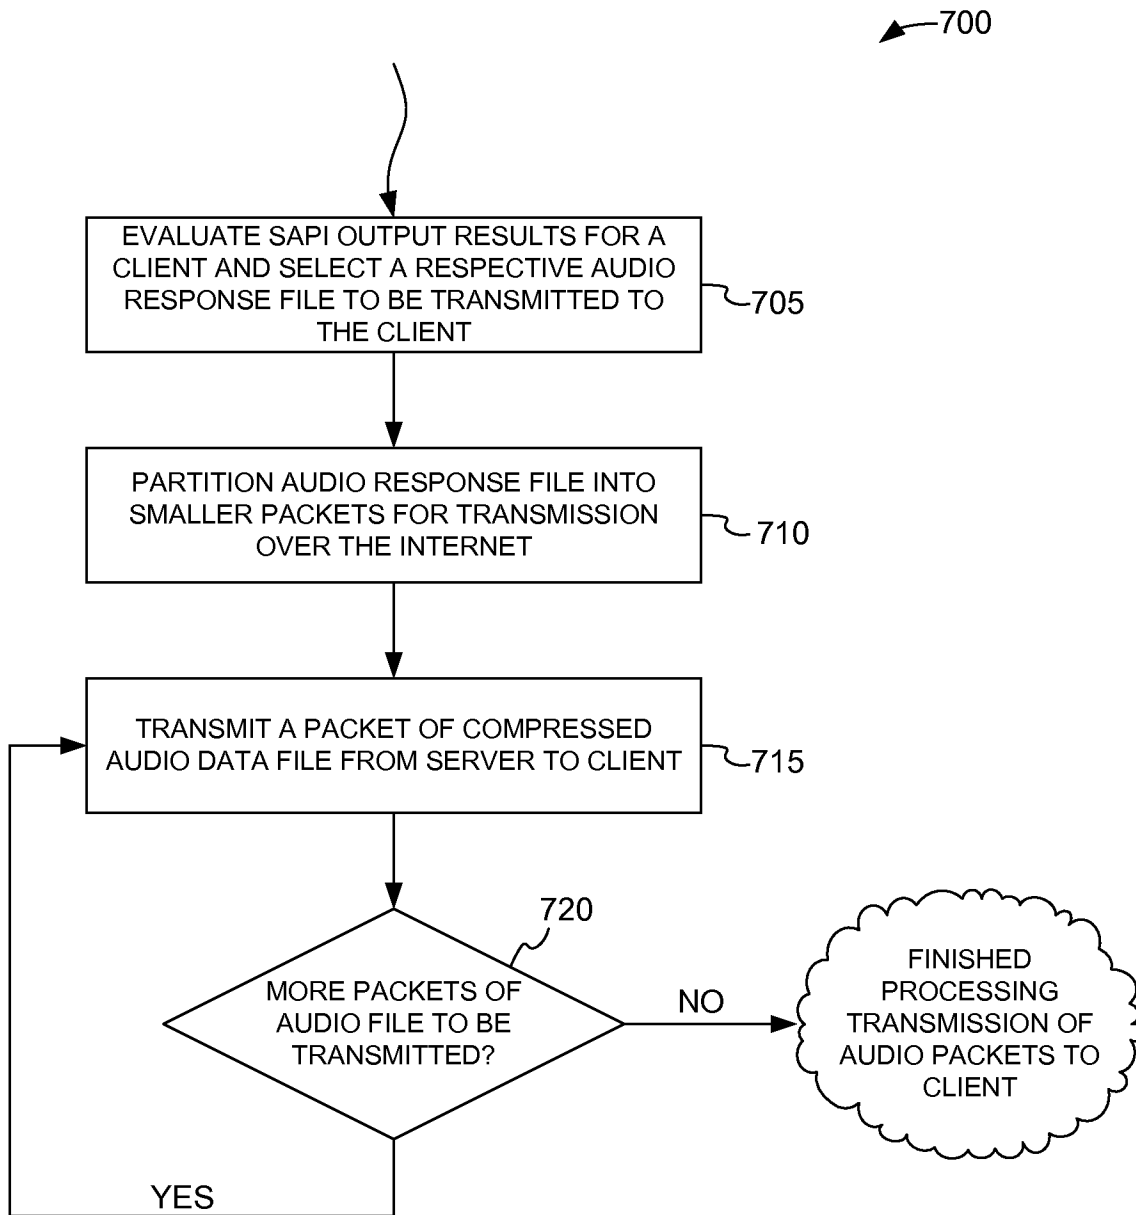 700
EVALUATE SAPI OUTPUT RESULTS FOR A
CLIENT AND SELECT A RESPECTIVE AUDIO
RESPONSE FILE TO BE TRANSMITTED TO
THE CLIENT
705
PARTITION AUDIO RESPONSE FILE INTO
SMALLER PACKETS FOR TRANSMISSION
OVER THE INTERNET
710
TRANSMIT A PACKET OF COMPRESSED
AUDIO DATA FILE FROM SERVER TO CLIENT
715
720
MORE PACKETS OF
AUDIO FILE TO BE
TRANSMITTED?
NO
FINISHED
PROCESSING
TRANSMISSION OF
AUDIO PACKETS TO
CLIENT
YES